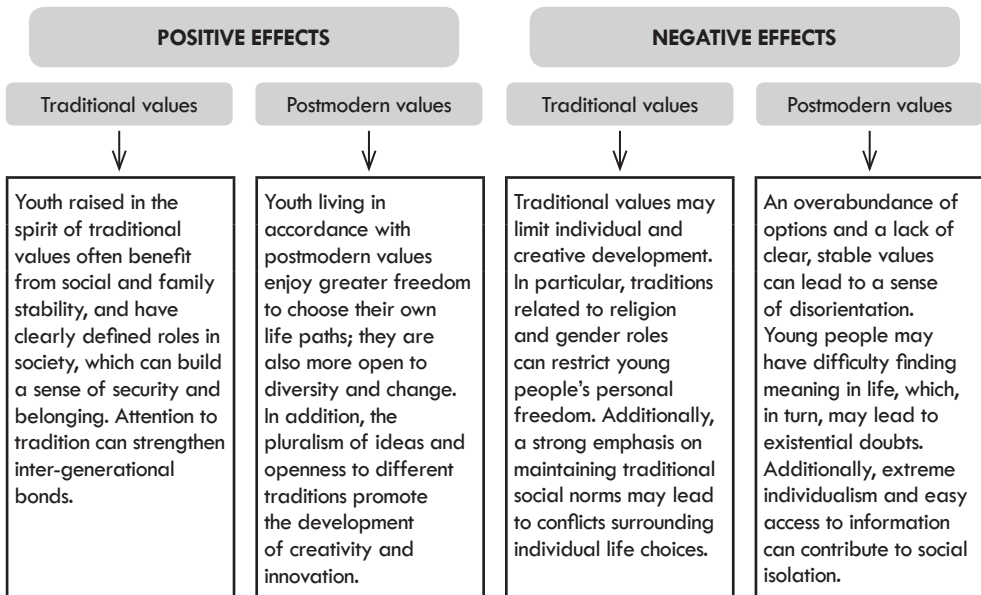 POSITIVE EFFECTS
NEGATIVE EFFECTS
Traditional values
Postmodern values
Traditional values
Postmodern values
Youth raised in the
spirit of traditional
values often benefit
from social and family
stability, and have
clearly defined roles in
society, which can build
a sense of security and
belonging. Attention to
tradition can strengthen
inter-generational
bonds.
Youth living in
accordance with
postmodern values
enjoy greater freedom
to choose their own
life paths; they are
also more open to
diversity and change.
In addition, the
pluralism of ideas and
openness to different
traditions promote
the development
of creativity and
innovation.
Traditional values may
limit individual and
creative development.
In particular, traditions
related to religion
and gender roles
can restrict young
people's personal
freedom. Additionally,
a strong emphasis on
maintaining traditional
social norms may lead
to conflicts surrounding
individual life choices.
An overabundance of
options and a lack of
clear, stable values
can lead to a sense
of disorientation.
Young people may
have difficulty finding
meaning in life, which,
in turn, may lead to
existential doubts.
Additionally, extreme
individualism and easy
access to information
can contribute to social
isolation.